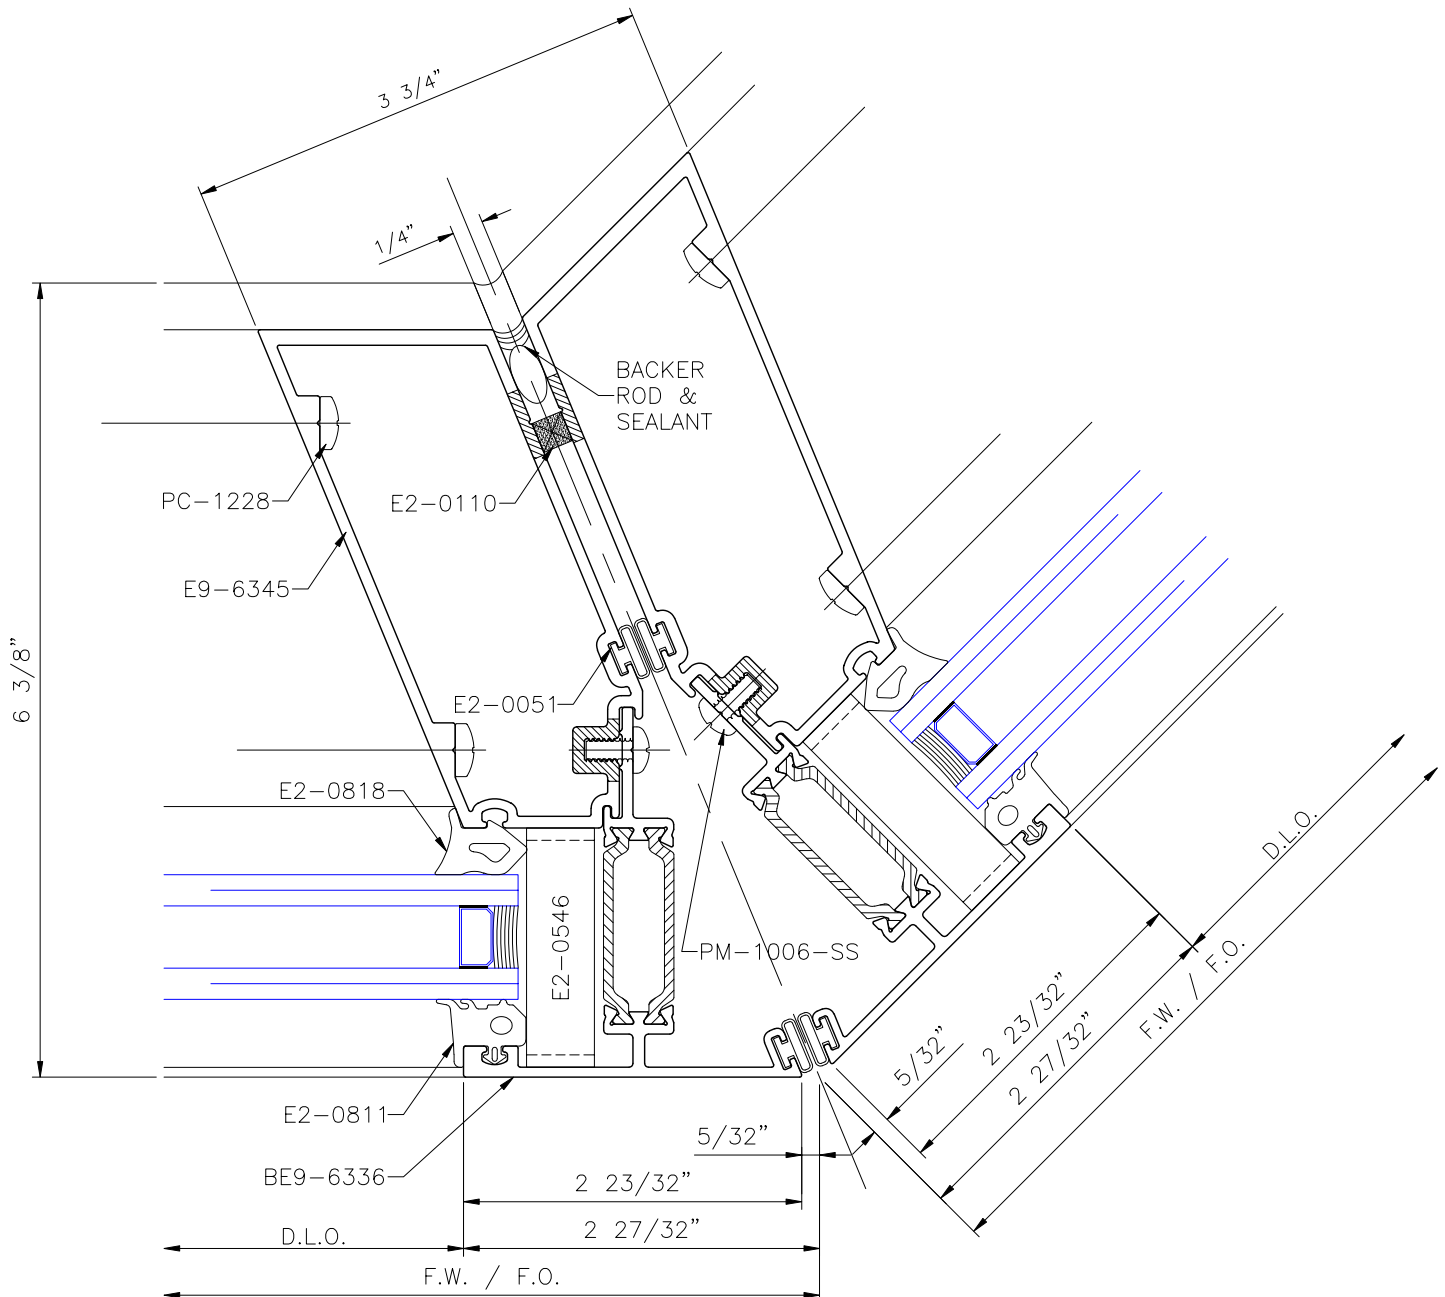 3 3/4"
1/4"
BACKER
ROD &
SEALANT
PC-1228
E2-0110
E9-6345
6 3/8"
E2-0051
E2-0818
E2-0546
PM-1006-SS
D.L.O.
F.W. / F.O.
2 23/32"
2 27/32"
5/32"
E2-0811
5/32"
BE9-6336
2 23/32"
2 27/32"
D.L.O.
F.W. / F.O.